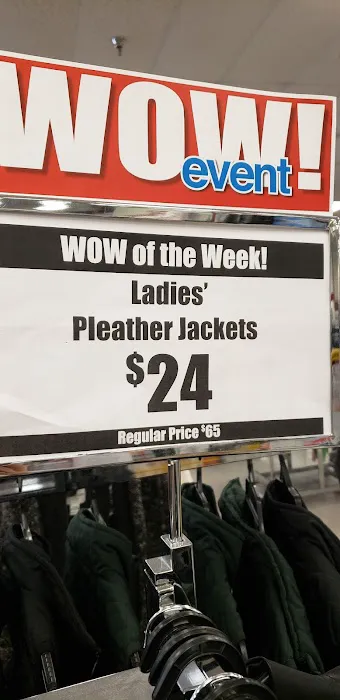 WOW!
event
WOW of the Week!
Ladies'
Pleather Jackets
$24
Regular Price $65